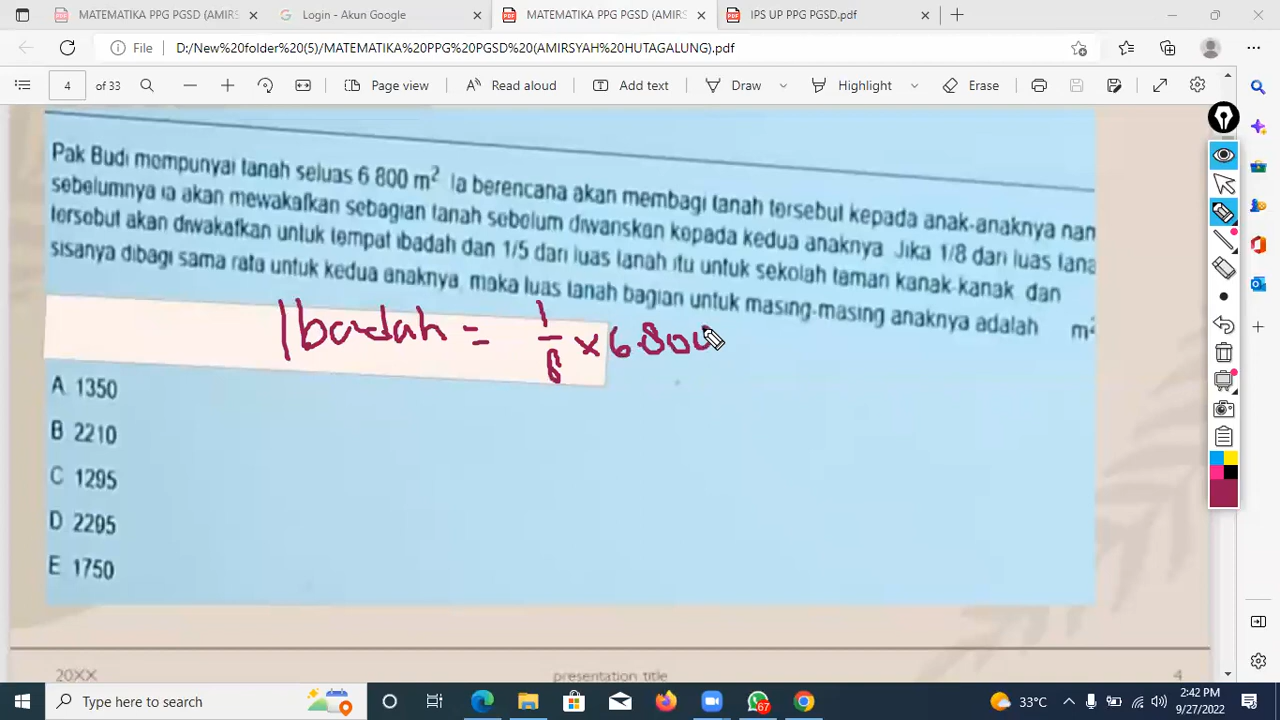 MATEMATIKA PPG PGSD (AMIRS
Login - Akun Google
MATEMATIKA PPG PGSD (AMIRSYAH
IPS UP PPG PGSD.pdf
File
D:/New%20folder%20(5)/MATEMATIKA%20PPG%20PGSD%20(AMIRSYAH%20HUTAGALUNG).pdf
4 of 33
Page view
Read aloud
Add text
Draw
Highlight
Erase
Pak Budi mempunyai tanah seluas 6 800 m² Ia berencana akan membagi tanah tersebut kepada anak-anaknya nam
sebelumnya ia akan mewakafkan sebagian tanah sebelum diwariskan kepada kedua anaknya Jika 1/8 dari luas tana
tersebut akan diwakafkan untuk tempat ibadah dan 1/5 dari luas tanah itu untuk sekolah taman kanak-kanak dan
sisanya dibagi sama rata untuk kedua anaknya, maka luas tanah bagian untuk masing-masing anaknya adalah m²
Ibadah = 1/8 x 6800
A 1350
B 2210
C 1295
D 2295
E 1750
20XX
presentation title
4
Type here to search
67
33°C
2:42 PM
9/27/2022